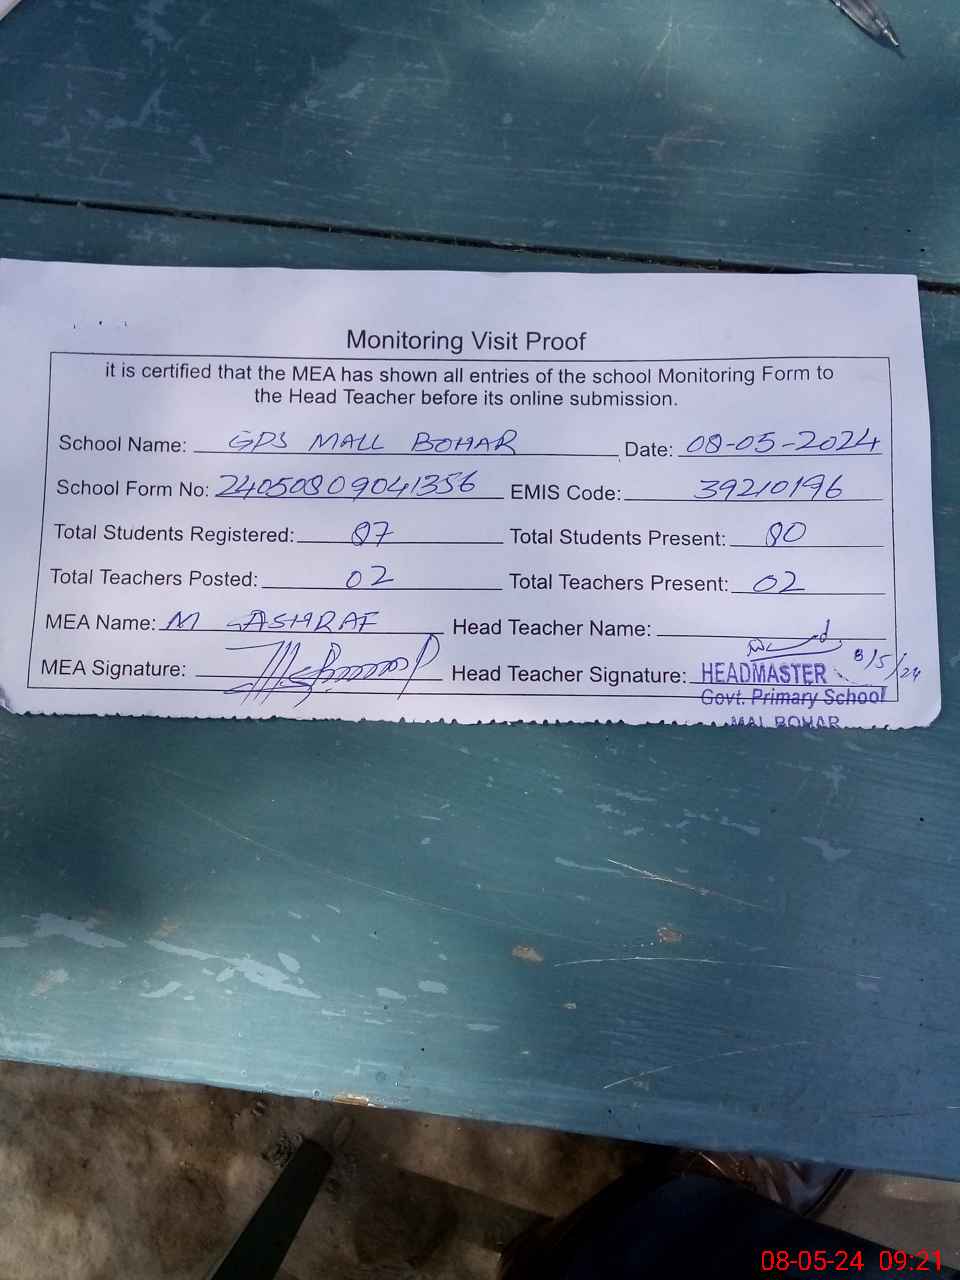 Monitoring Visit Proof
it is certified that the MEA has shown all entries of the school Monitoring Form to
the Head Teacher before its online submission.
School Name: GPS MALL BOHAR Date: 08-05-2024
School Form No: 24050809041356 EMIS Code: 39210196
Total Students Registered: 87 Total Students Present: 80
Total Teachers Posted: 02 Total Teachers Present: 02
MEA Name: M ASHRAF Head Teacher Name:
MEA Signature: Head Teacher Signature: 8/5/24
HEADMASTER
Govt. Primary School
MAL BOHAR
08-05-24 09:21